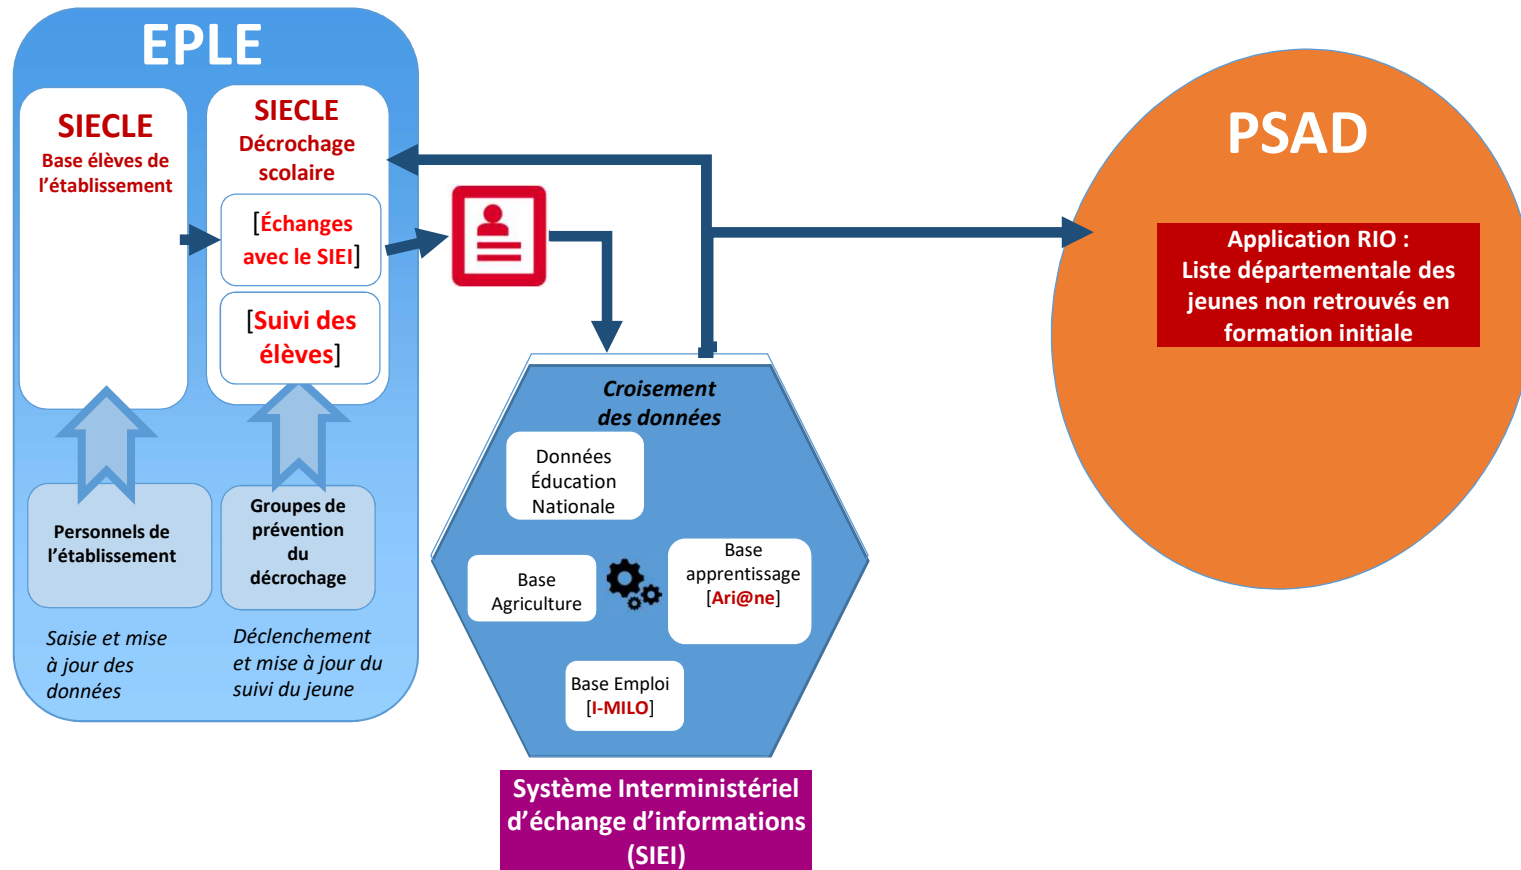 EPLE
SIECLE
Base élèves de
l’établissement
SIECLE
Décrochage
scolaire
[Échanges
avec le SIEI]
[Suivi des
élèves]
Personnels de
l’établissement
Groupes de
prévention
du
décrochage
Saisie et mise
à jour des
données
Déclenchement
et mise à jour du
suivi du jeune
Croisement
des données
Données
Éducation
Nationale
Base
Agriculture
Base
apprentissage
[Ari@ne]
Base Emploi
[I-MILO]
Système Interministériel
d’échange d’informations
(SIEI)
PSAD
Application RIO :
Liste départementale des
jeunes non retrouvés en
formation initiale